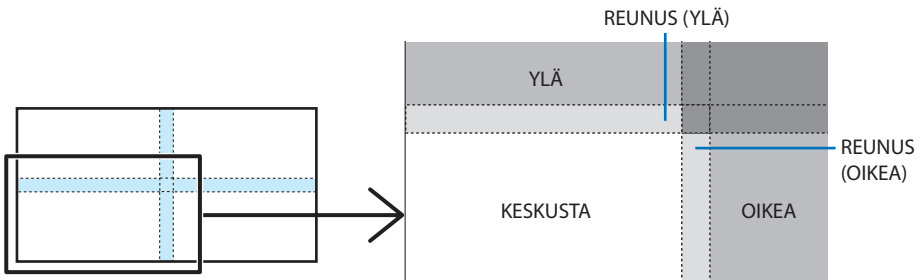 REUNUS (YLÄ)
YLÄ
REUNUS
(OIKEA)
KESKUSTA
OIKEA